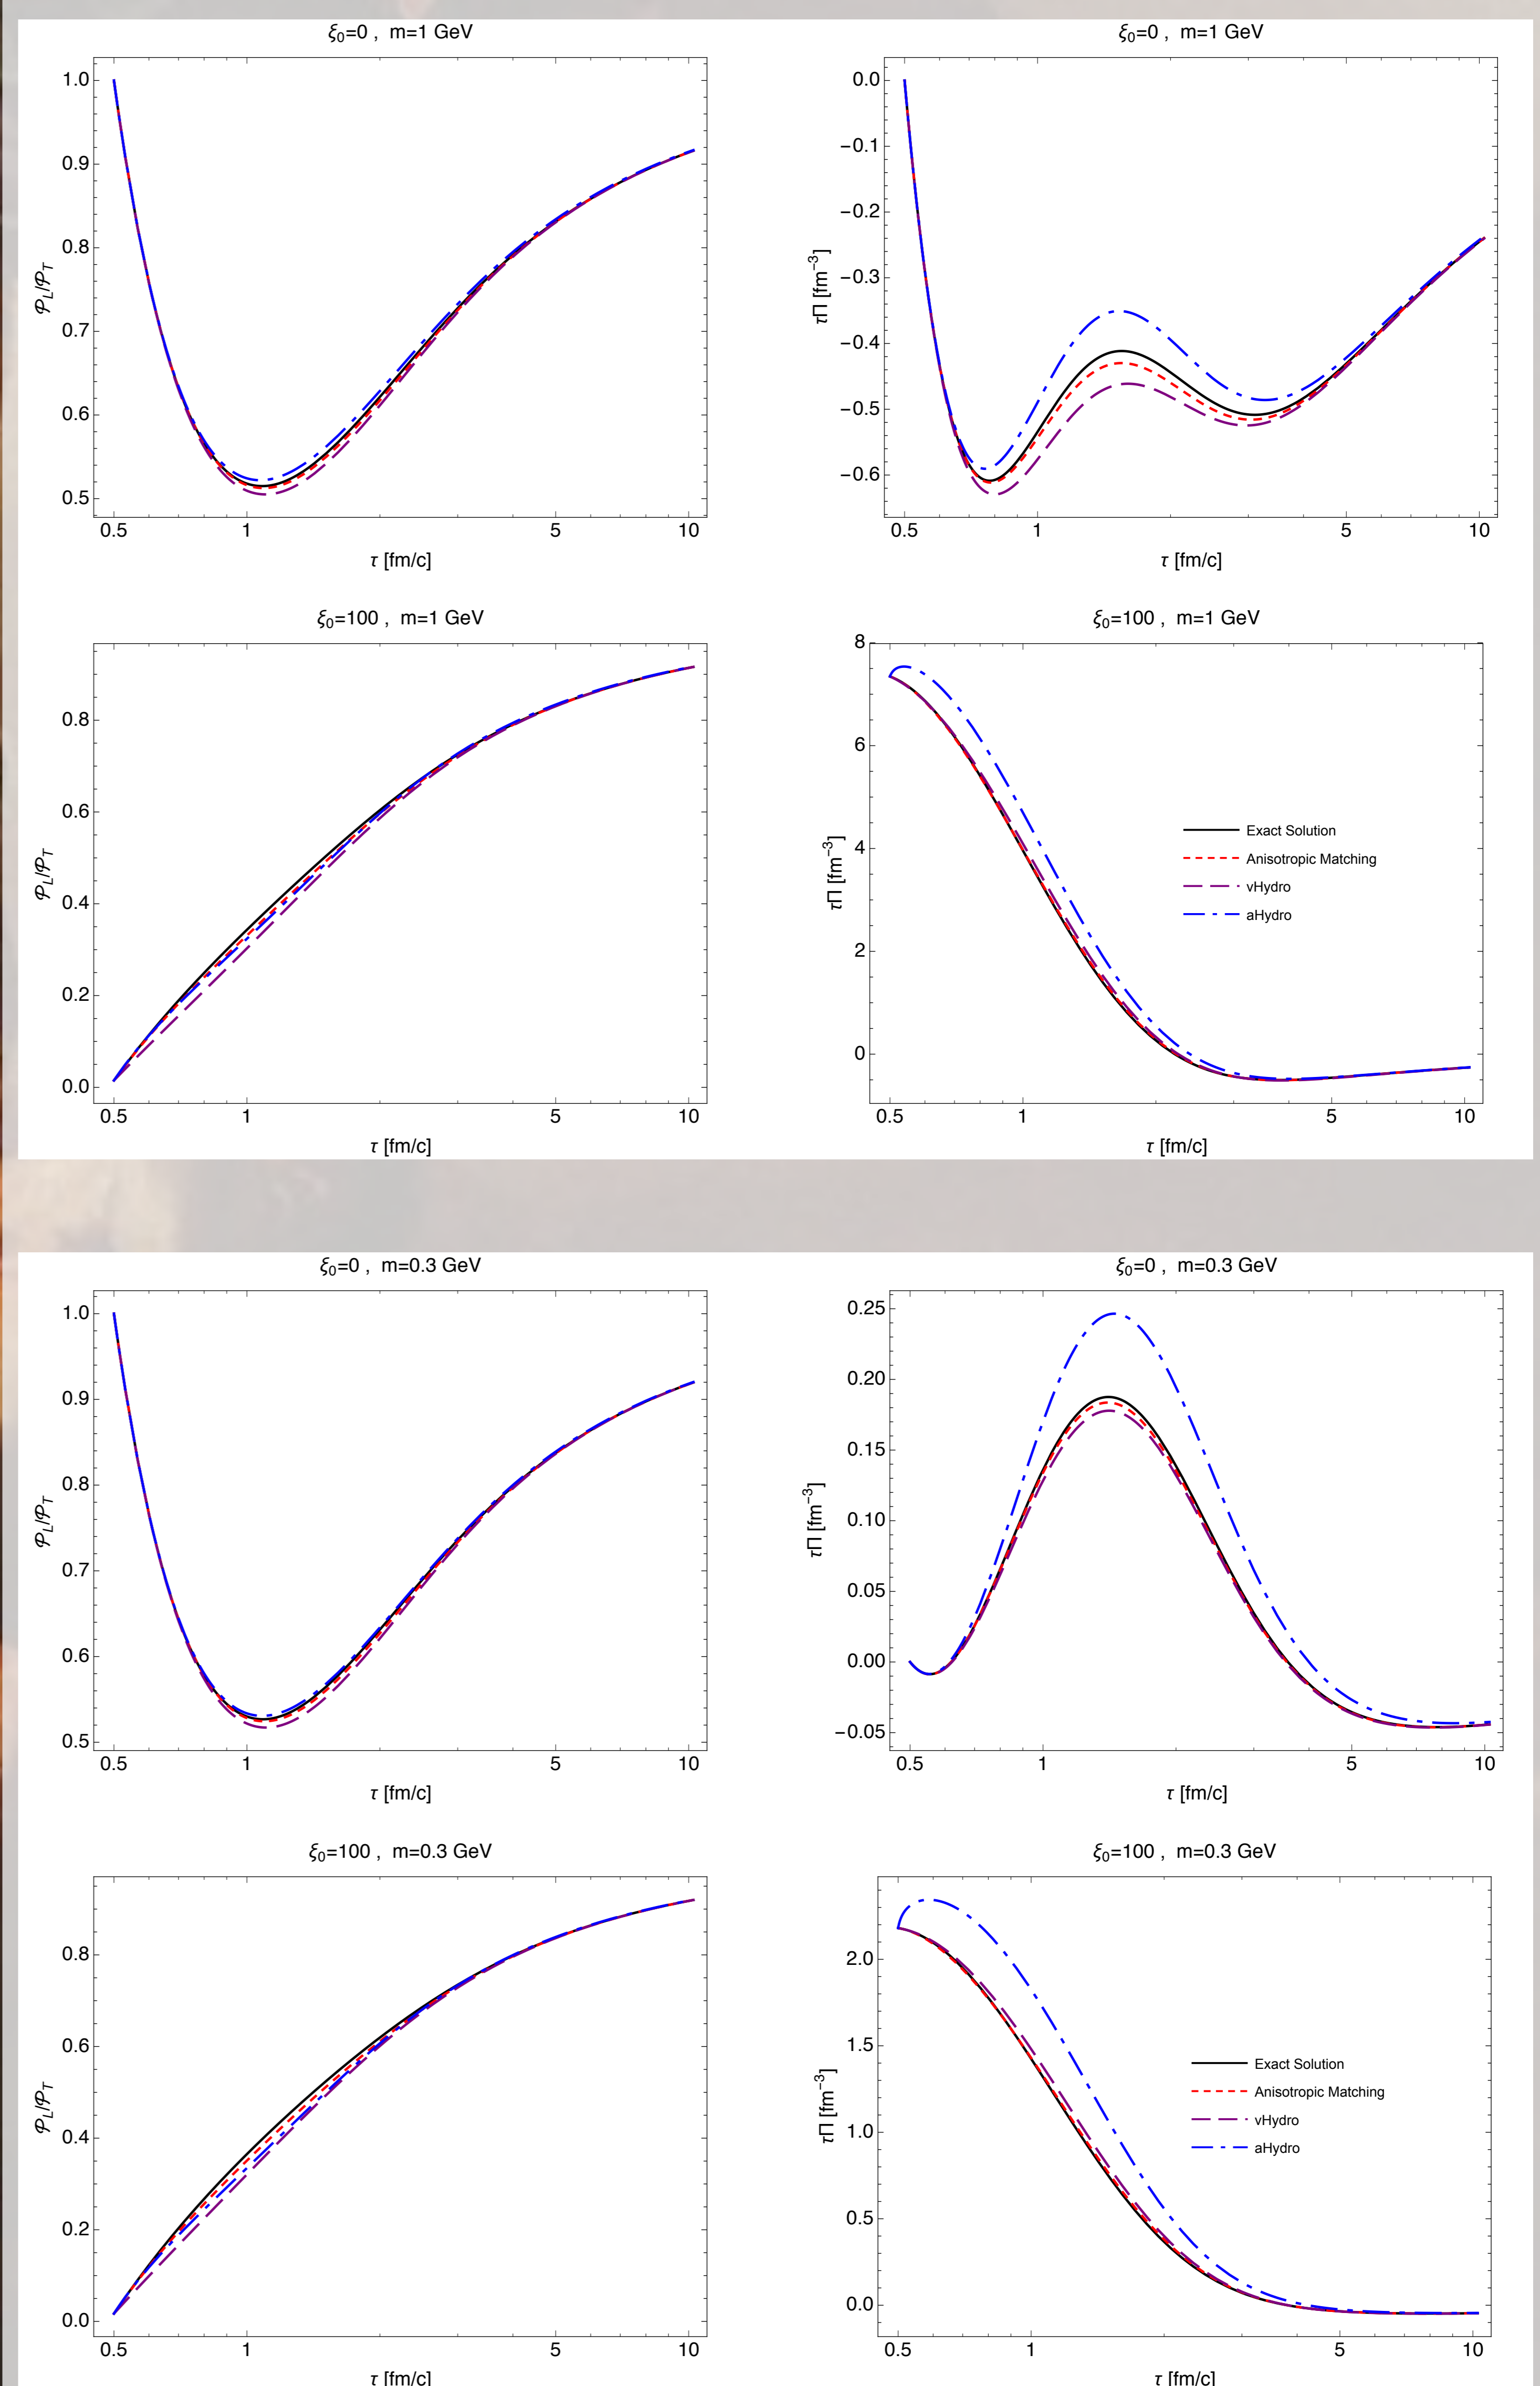 ξ₀=0 , m=1 GeV
1.0
0.9
0.8
0.7
0.6
0.5
𝒫_L/𝒫_T
0.5 1 5 10
τ [fm/c]
ξ₀=0 , m=1 GeV
0.0
−0.1
−0.2
−0.3
−0.4
−0.5
−0.6
τΠ [fm⁻³]
0.5 1 5 10
τ [fm/c]
ξ₀=100 , m=1 GeV
0.8
0.6
0.4
0.2
0.0
𝒫_L/𝒫_T
0.5 1 5 10
τ [fm/c]
ξ₀=100 , m=1 GeV
8
6
4
2
0
τΠ [fm⁻³]
Exact Solution
Anisotropic Matching
vHydro
aHydro
0.5 1 5 10
τ [fm/c]
ξ₀=0 , m=0.3 GeV
1.0
0.9
0.8
0.7
0.6
0.5
𝒫_L/𝒫_T
0.5 1 5 10
τ [fm/c]
ξ₀=0 , m=0.3 GeV
0.25
0.20
0.15
0.10
0.05
0.00
−0.05
τΠ [fm⁻³]
0.5 1 5 10
τ [fm/c]
ξ₀=100 , m=0.3 GeV
0.8
0.6
0.4
0.2
0.0
𝒫_L/𝒫_T
0.5 1 5 10
τ [fm/c]
ξ₀=100 , m=0.3 GeV
2.0
1.5
1.0
0.5
0.0
τΠ [fm⁻³]
Exact Solution
Anisotropic Matching
vHydro
aHydro
0.5 1 5 10
τ [fm/c]